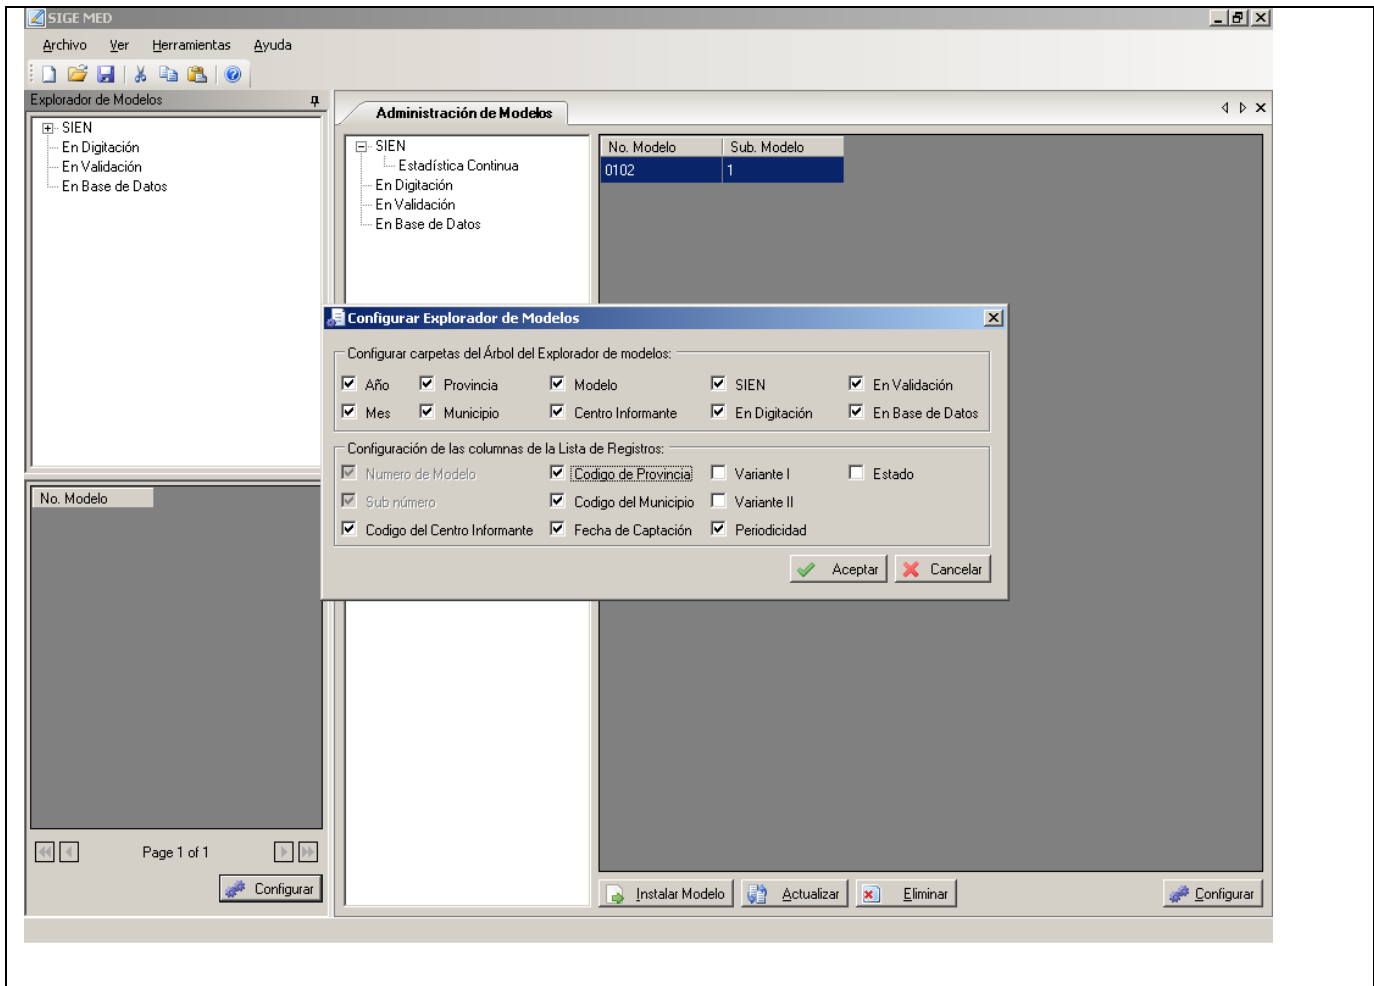 SIGE MED
Archivo Ver Herramientas Ayuda
Explorador de Modelos
SIEN
En Digitación
En Validación
En Base de Datos
Administración de Modelos
SIEN
Estadística Continua
En Digitación
En Validación
En Base de Datos
No. Modelo Sub. Modelo
0102 1
Configurar Explorador de Modelos
Configurar carpetas del Árbol del Explorador de modelos:
Año Provincia Modelo SIEN En Validación
Mes Municipio Centro Informante En Digitación En Base de Datos
Configuración de las columnas de la Lista de Registros:
Numero de Modelo Codigo de Provincia Variante I Estado
Sub número Codigo del Municipio Variante II
Codigo del Centro Informante Fecha de Captación Periodicidad
Aceptar Cancelar
No. Modelo
Page 1 of 1
Configurar
Instalar Modelo Actualizar Eliminar Configurar